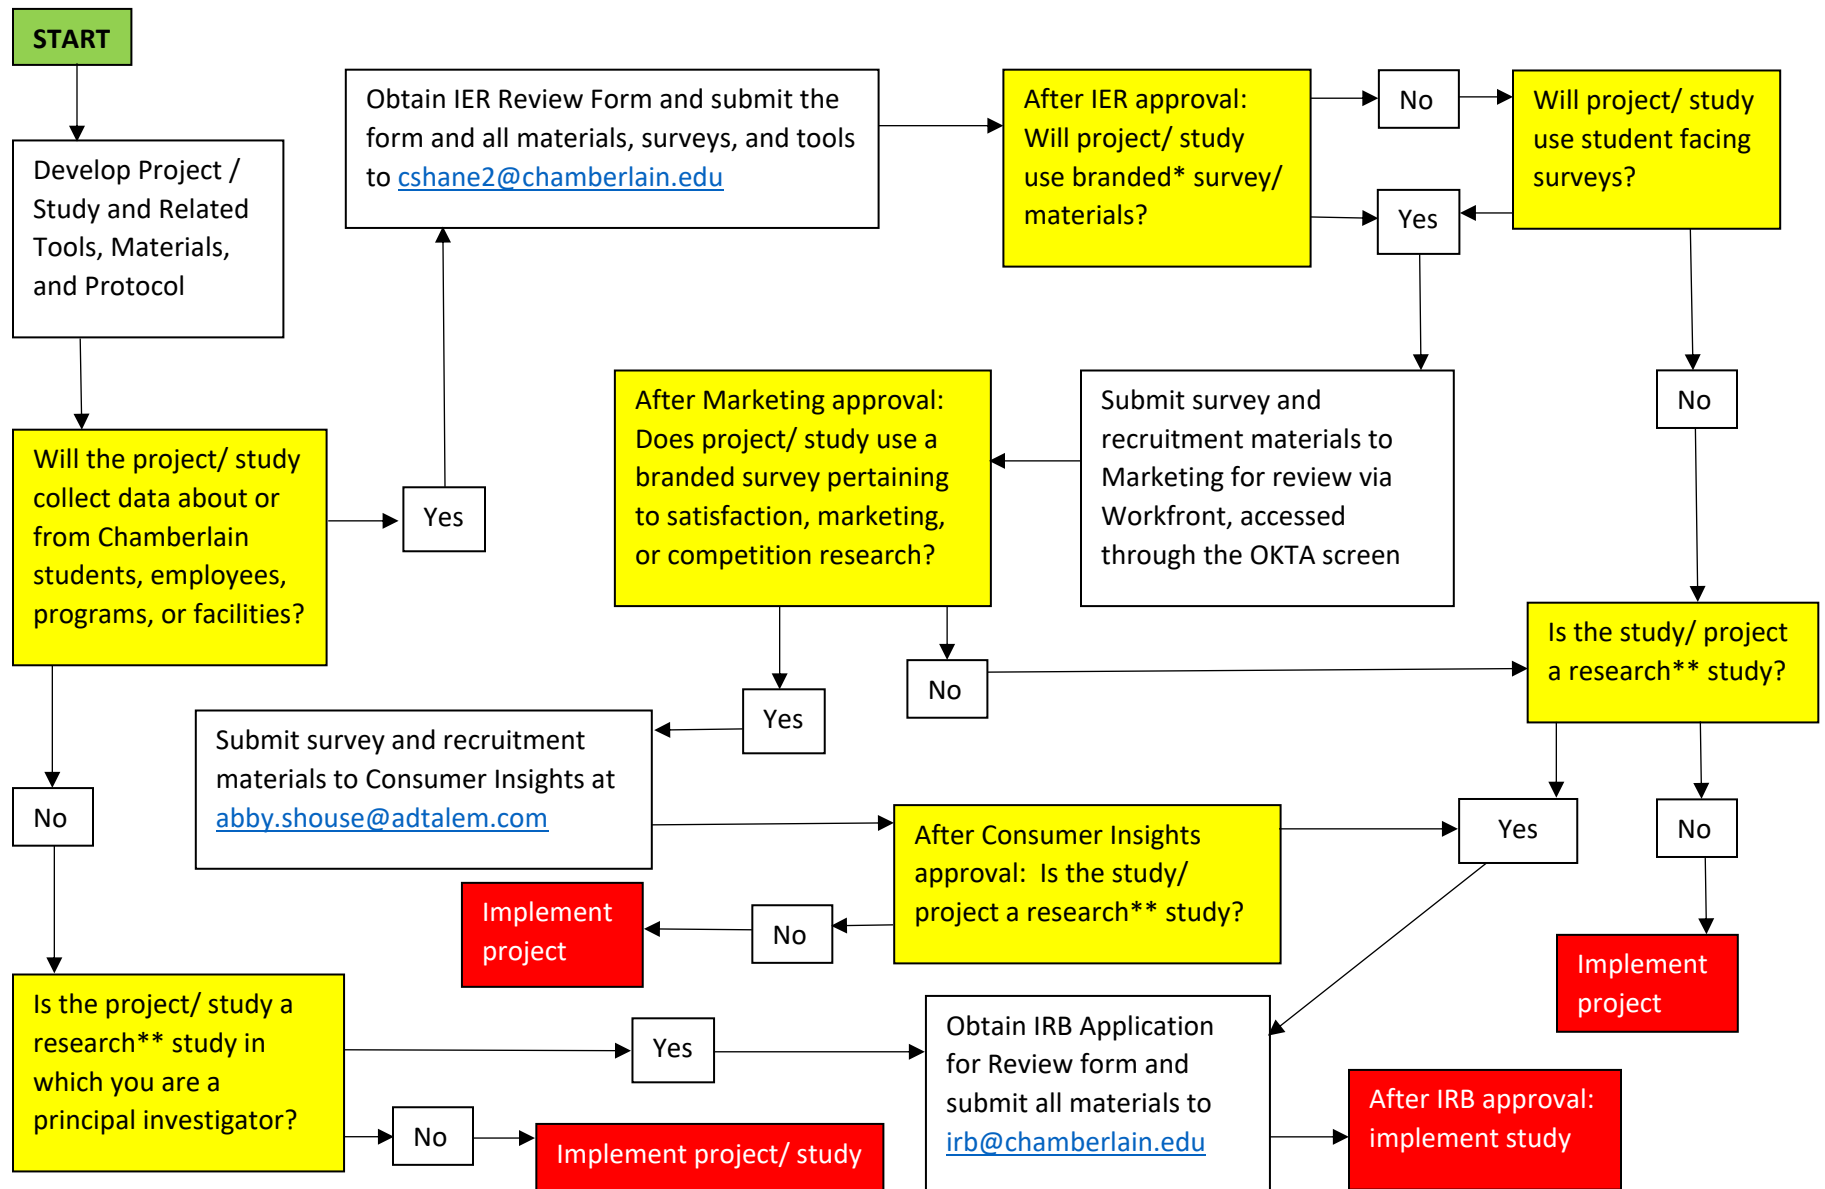 START
Develop Project /
Study and Related
Tools, Materials,
and Protocol
Will the project/ study
collect data about or
from Chamberlain
students, employees,
programs, or facilities?
Yes
Obtain IER Review Form and submit the
form and all materials, surveys, and tools
to cshane2@chamberlain.edu
After IER approval:
Will project/ study
use branded* survey/
materials?
No
Yes
Will project/ study
use student facing
surveys?
No
Submit survey and
recruitment materials to
Marketing for review via
Workfront, accessed
through the OKTA screen
After Marketing approval:
Does project/ study use a
branded survey pertaining
to satisfaction, marketing,
or competition research?
Yes
No
Is the study/ project
a research** study?
Yes
No
Implement
project
Submit survey and recruitment
materials to Consumer Insights at
abby.shouse@adtalem.com
After Consumer Insights
approval:  Is the study/
project a research** study?
No
Implement
project
No
Is the project/ study a
research** study in
which you are a
principal investigator?
Yes
No
Implement project/ study
Obtain IRB Application
for Review form and
submit all materials to
irb@chamberlain.edu
After IRB approval:
implement study